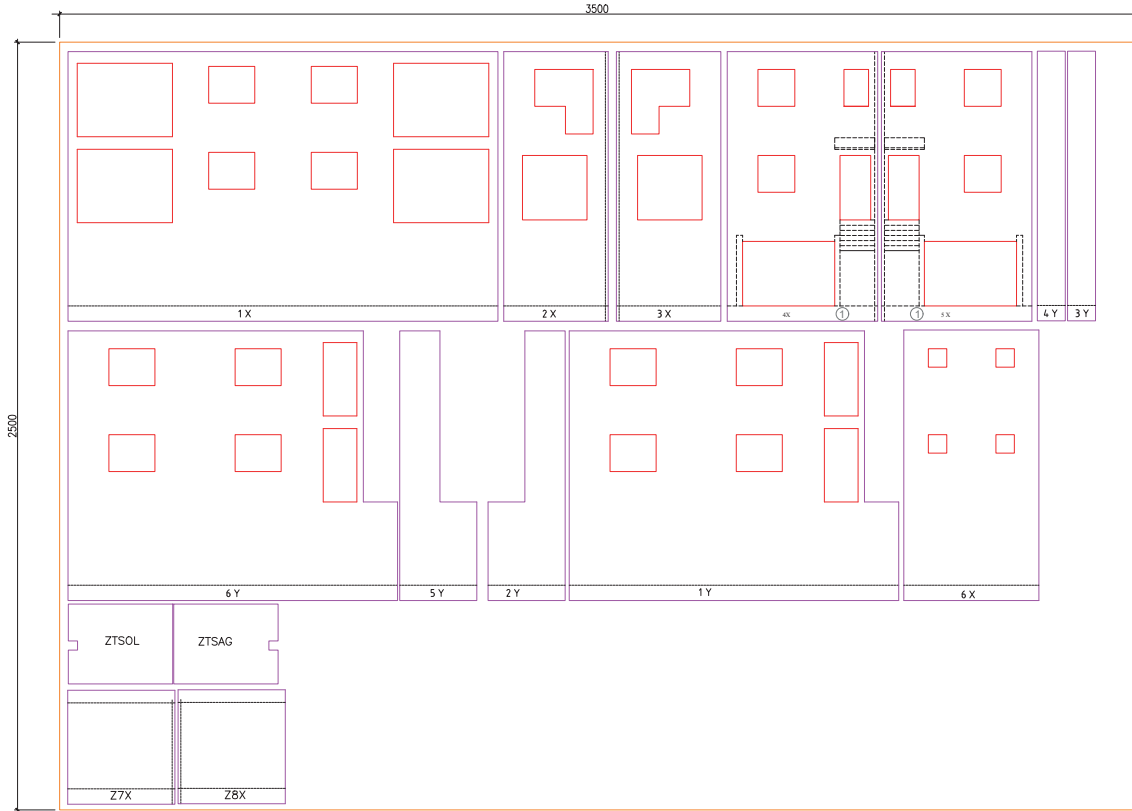 3500
2500
1 X
2 X
3 X
4X
1
1
5 X
4 Y
3 Y
6 Y
5 Y
2 Y
1 Y
6 X
ZTSOL
ZTSAG
Z7X
Z8X